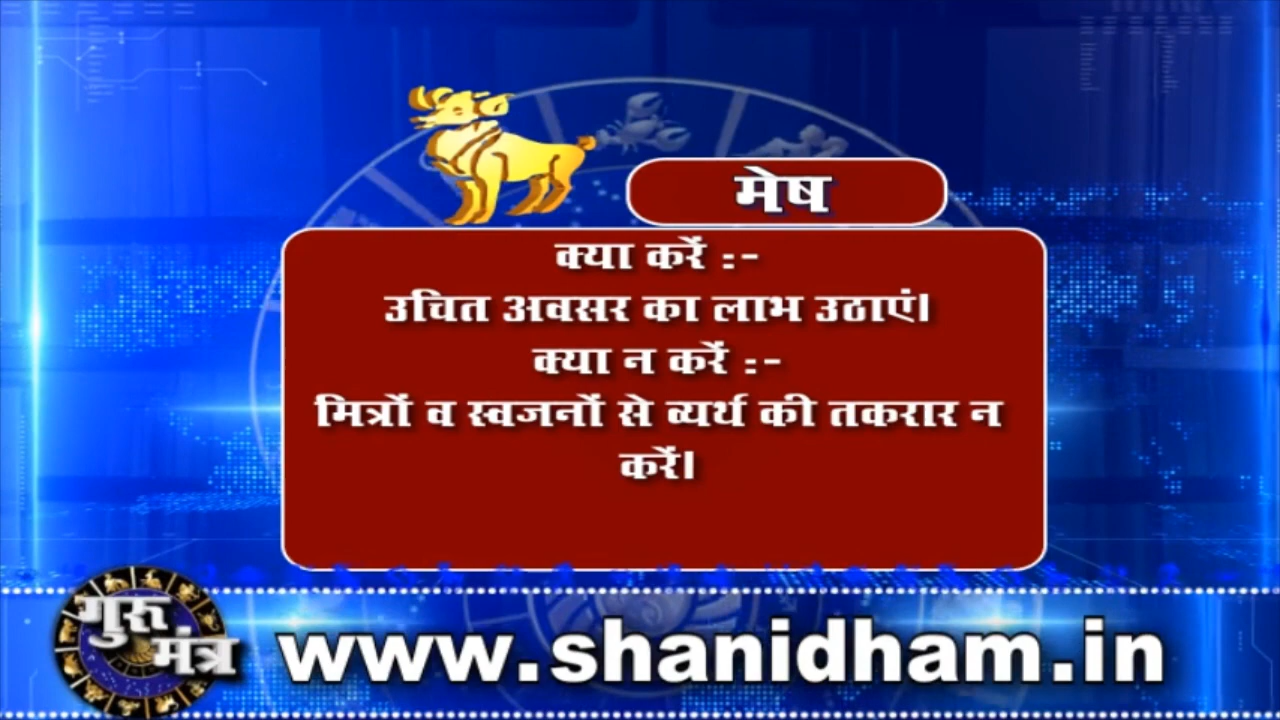 मेष
क्या करें :-
उचित अवसर का लाभ उठाएं।
क्या न करें :-
मित्रों व स्वजनों से व्यर्थ की तकरार न
करें।
गुरु
मंत्र
www.shanidham.in